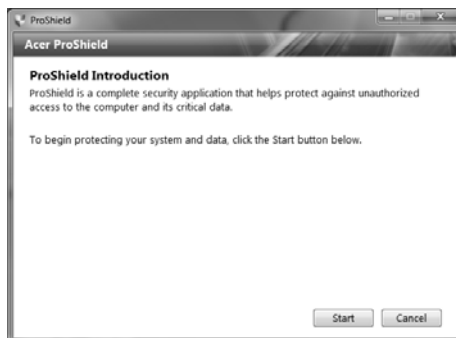 ProShield
Acer ProShield
ProShield Introduction
ProShield is a complete security application that helps protect against unauthorized
access to the computer and its critical data.
To begin protecting your system and data, click the Start button below.
Start
Cancel